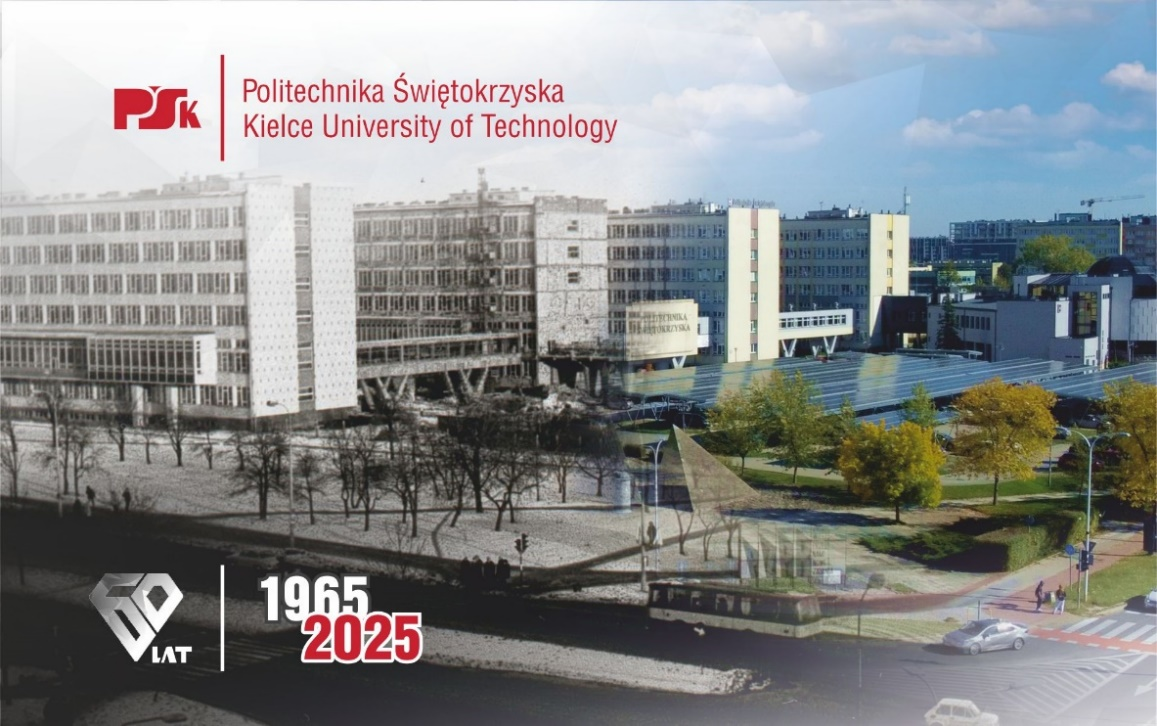 PŚk
Politechnika Świętokrzyska
Kielce University of Technology
POLITECHNIKA
ŚWIĘTOKRZYSKA
60
LAT
1965
2025